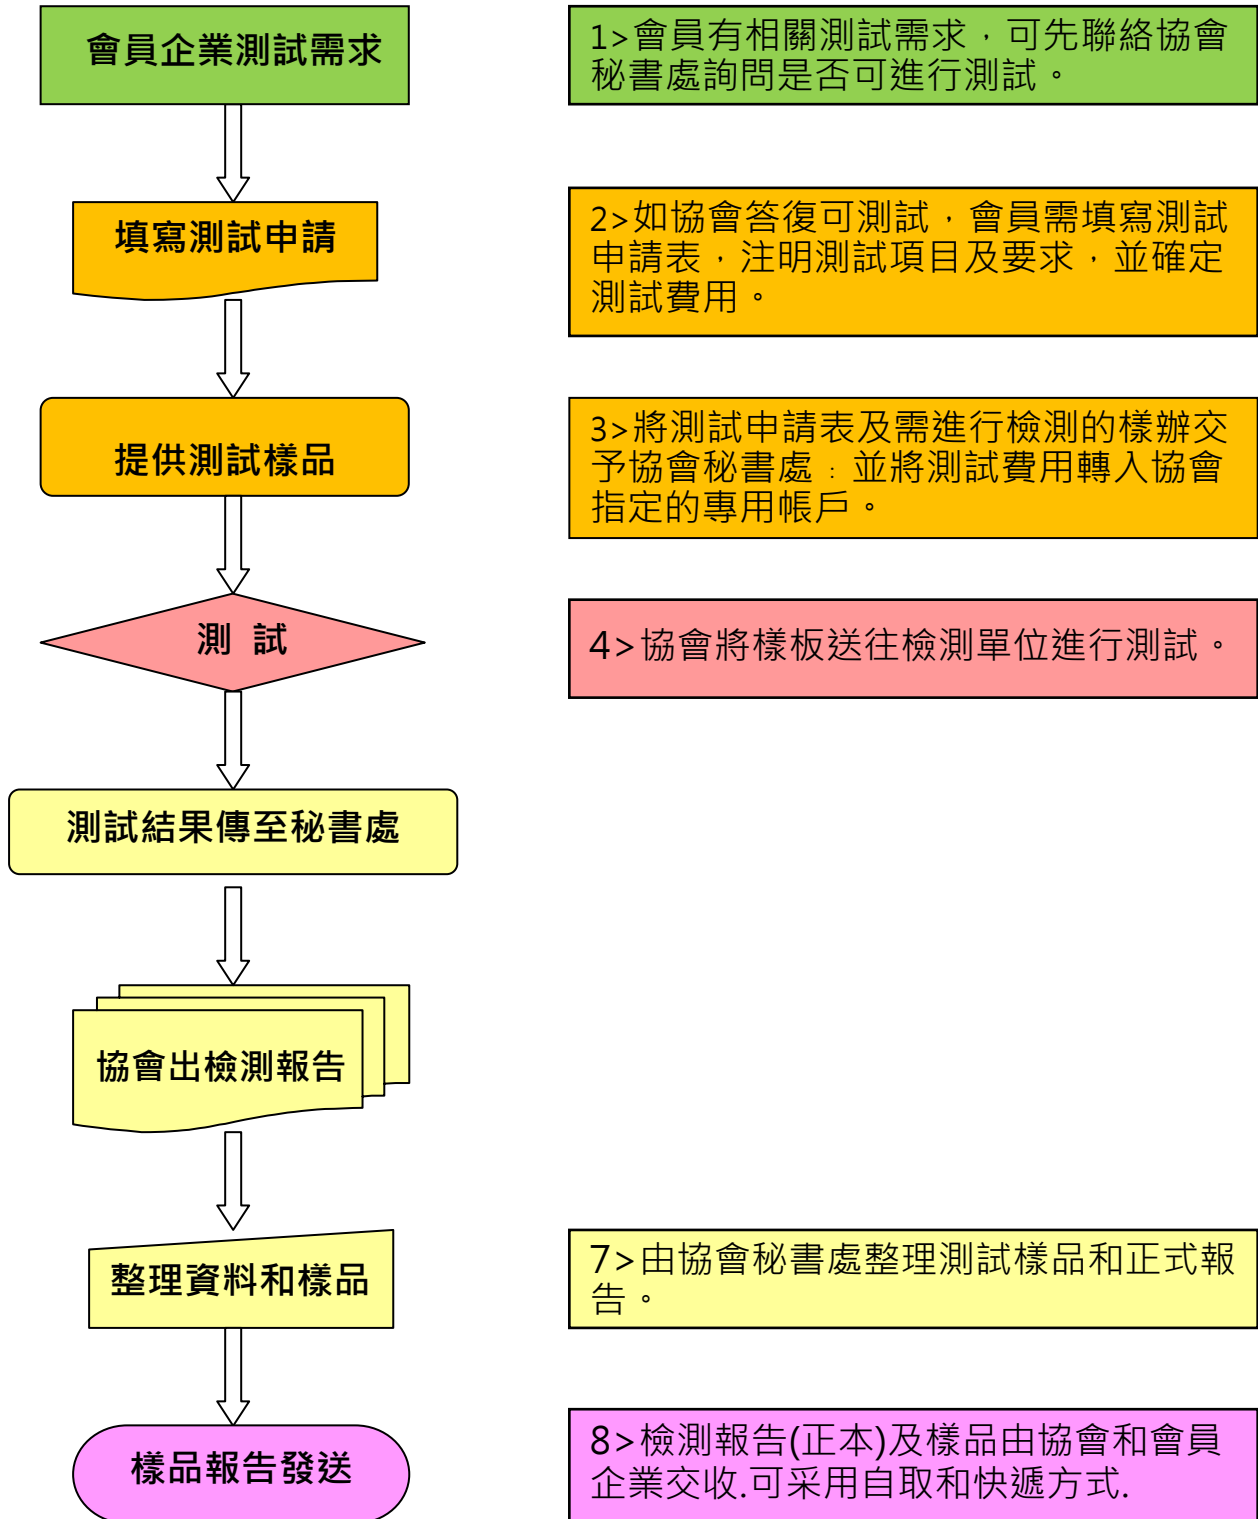 會員企業測試需求
1>會員有相關測試需求，可先聯絡協會
秘書處詢問是否可進行測試。
填寫測試申請
2>如協會答復可測試，會員需填寫測試
申請表，注明測試項目及要求，並確定
測試費用。
提供測試樣品
3>將測試申請表及需進行檢測的樣辦交
予協會秘書處﹔並將測試費用轉入協會
指定的專用帳戶。
測 試
4>協會將樣板送往檢測單位進行測試。
測試結果傳至秘書處
協會出檢測報告
整理資料和樣品
7>由協會秘書處整理測試樣品和正式報
告。
樣品報告發送
8>檢測報告(正本)及樣品由協會和會員
企業交收.可采用自取和快遞方式.